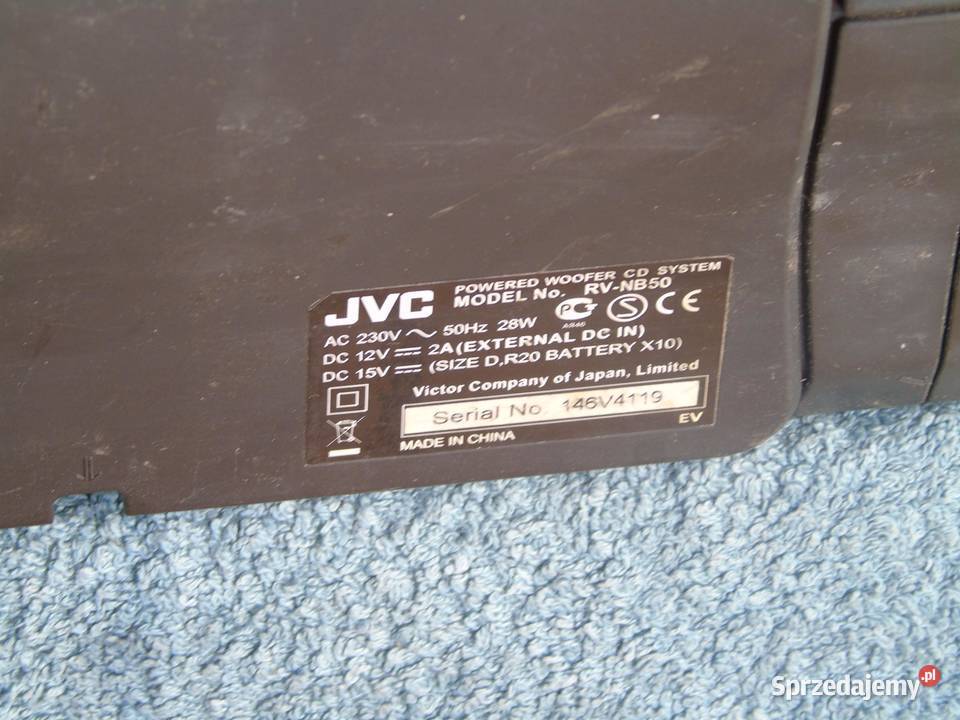 JVC
POWERED WOOFER CD SYSTEM
MODEL No. RV-NB50
AC 230V ~ 50Hz 28W
DC 12V ⎓ 2A(EXTERNAL DC IN)
DC 15V ⎓ (SIZE D,R20 BATTERY X10)
Victor Company of Japan, Limited
Serial No. 146V4119
EV
MADE IN CHINA
Sprzedajemy.pl